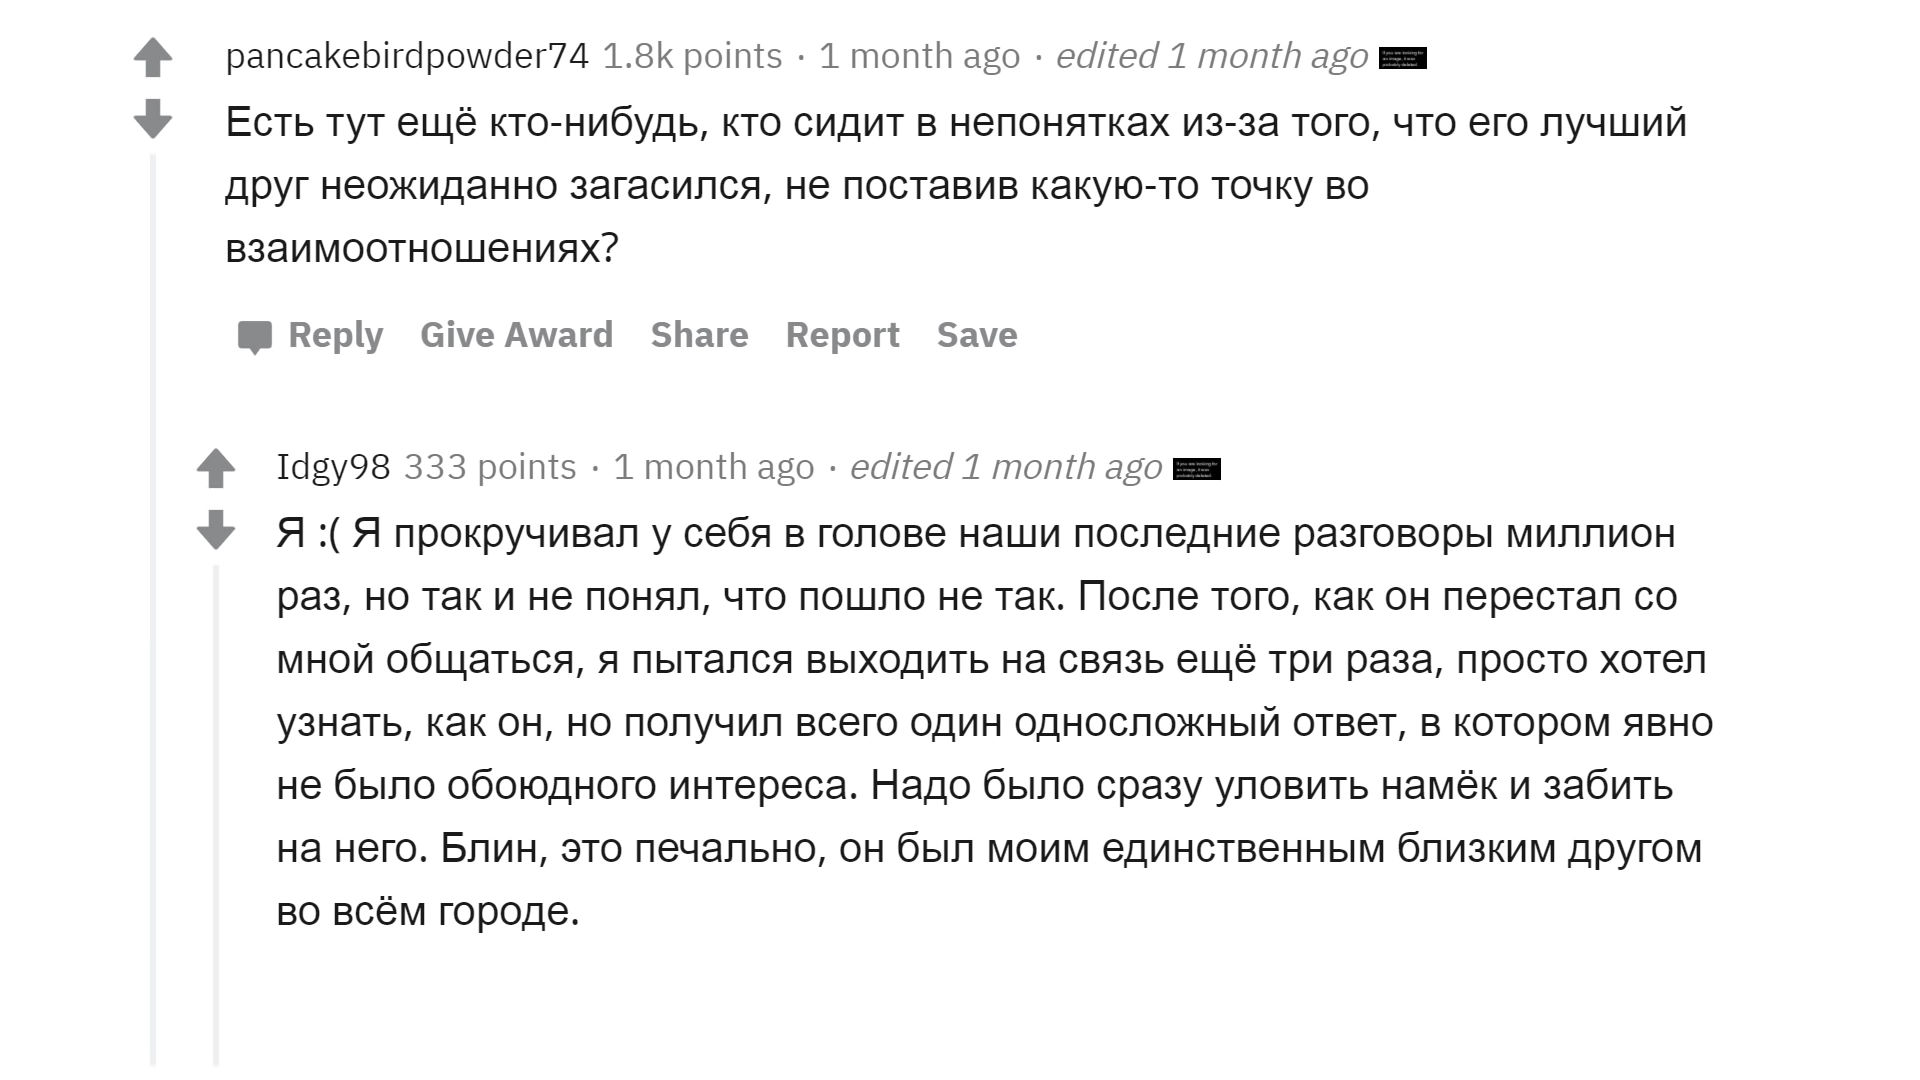 pancakebirdpowder74 1.8k points · 1 month ago · edited 1 month ago
Есть тут ещё кто-нибудь, кто сидит в непонятках из-за того, что его лучший
друг неожиданно загасился, не поставив какую-то точку во
взаимоотношениях?
Reply Give Award Share Report Save
Idgy98 333 points · 1 month ago · edited 1 month ago
Я :( Я прокручивал у себя в голове наши последние разговоры миллион
раз, но так и не понял, что пошло не так. После того, как он перестал со
мной общаться, я пытался выходить на связь ещё три раза, просто хотел
узнать, как он, но получил всего один односложный ответ, в котором явно
не было обоюдного интереса. Надо было сразу уловить намёк и забить
на него. Блин, это печально, он был моим единственным близким другом
во всём городе.